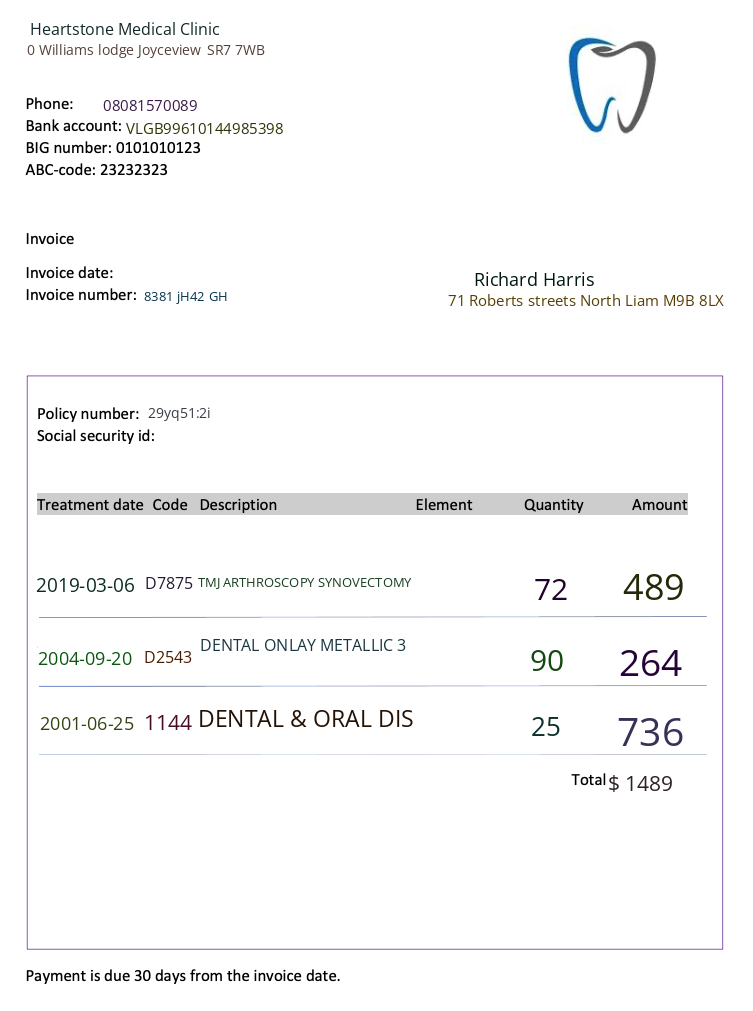 Heartstone Medical Clinic
0 Williams lodge Joyceview SR7 7WB
Phone: 08081570089
Bank account: VLGB99610144985398
BIG number: 0101010123
ABC-code: 23232323
Invoice
Invoice date:
Invoice number: 8381 jH42 GH
Richard Harris
71 Roberts streets North Liam M9B 8LX
Policy number: 29yq51:2i
Social security id:
Treatment date Code Description Element Quantity Amount
2019-03-06 D7875 TMJ ARTHROSCOPY SYNOVECTOMY 72 489
2004-09-20 D2543 DENTAL ONLAY METALLIC 3 90 264
2001-06-25 1144 DENTAL & ORAL DIS 25 736
Total $ 1489
Payment is due 30 days from the invoice date.